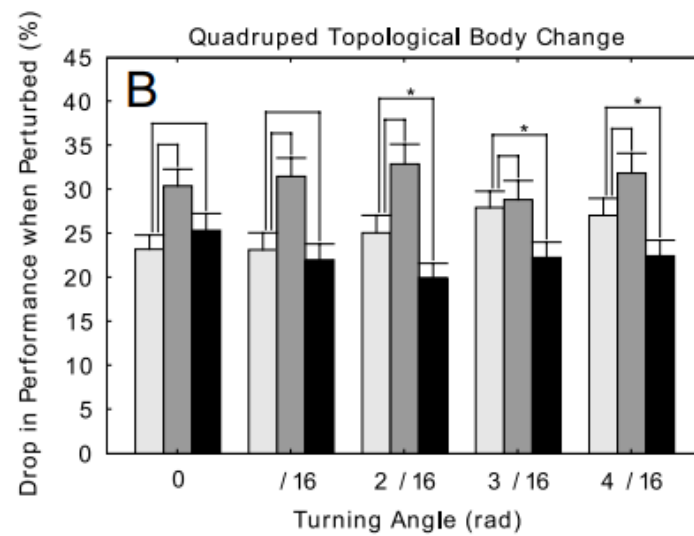 Quadruped Topological Body Change
B
Drop in Performance when Perturbed (%)
45
40
35
30
25
20
15
10
5
0
*
*
*
0 / 16 2 / 16 3 / 16 4 / 16
Turning Angle (rad)